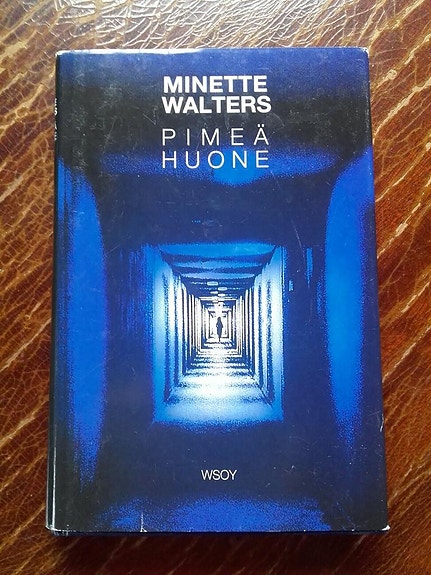 MINETTE
WALTERS
PIMEÄ
HUONE
WSOY